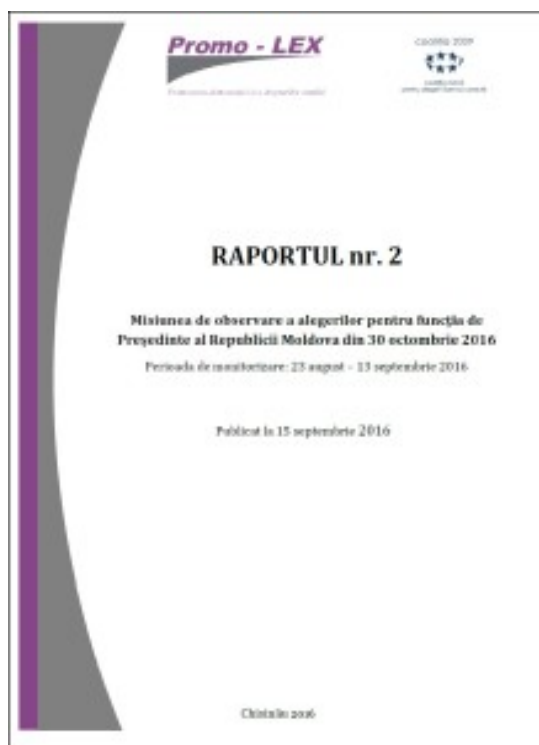 Promo - LEX
RAPORTUL nr. 2
Misiunea de observare a alegerilor pentru funcția de
Președinte al Republicii Moldova din 30 octombrie 2016
Perioada de monitorizare: 23 august – 13 septembrie 2016
Publicat la 15 septembrie 2016
Chișinău 2016